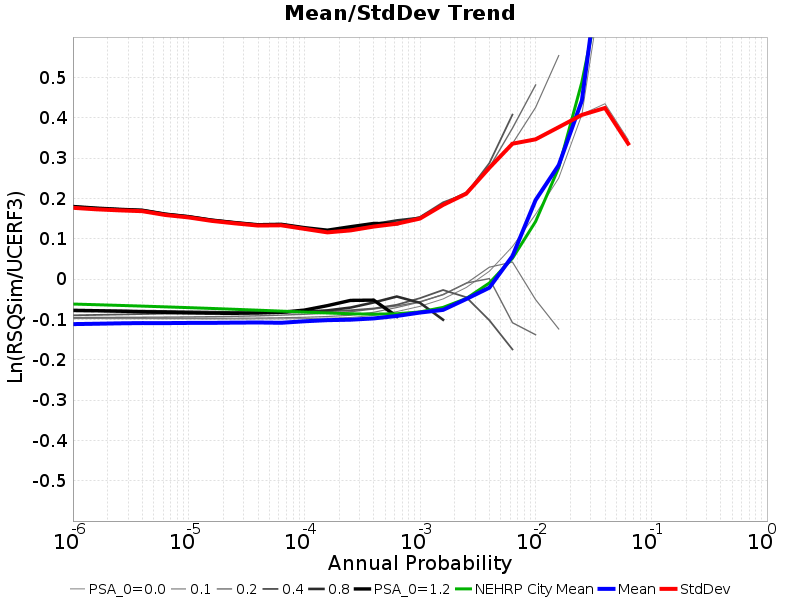 Mean/StdDev Trend
Ln(RSQSim/UCERF3)
0.5
0.4
0.3
0.2
0.1
0
-0.1
-0.2
-0.3
-0.4
-0.5
10^-6 10^-5 10^-4 10^-3 10^-2 10^-1 10^0
Annual Probability
PSA_0=0.0 0.1 0.2 0.4 0.8 PSA_0=1.2 NEHRP City Mean Mean StdDev